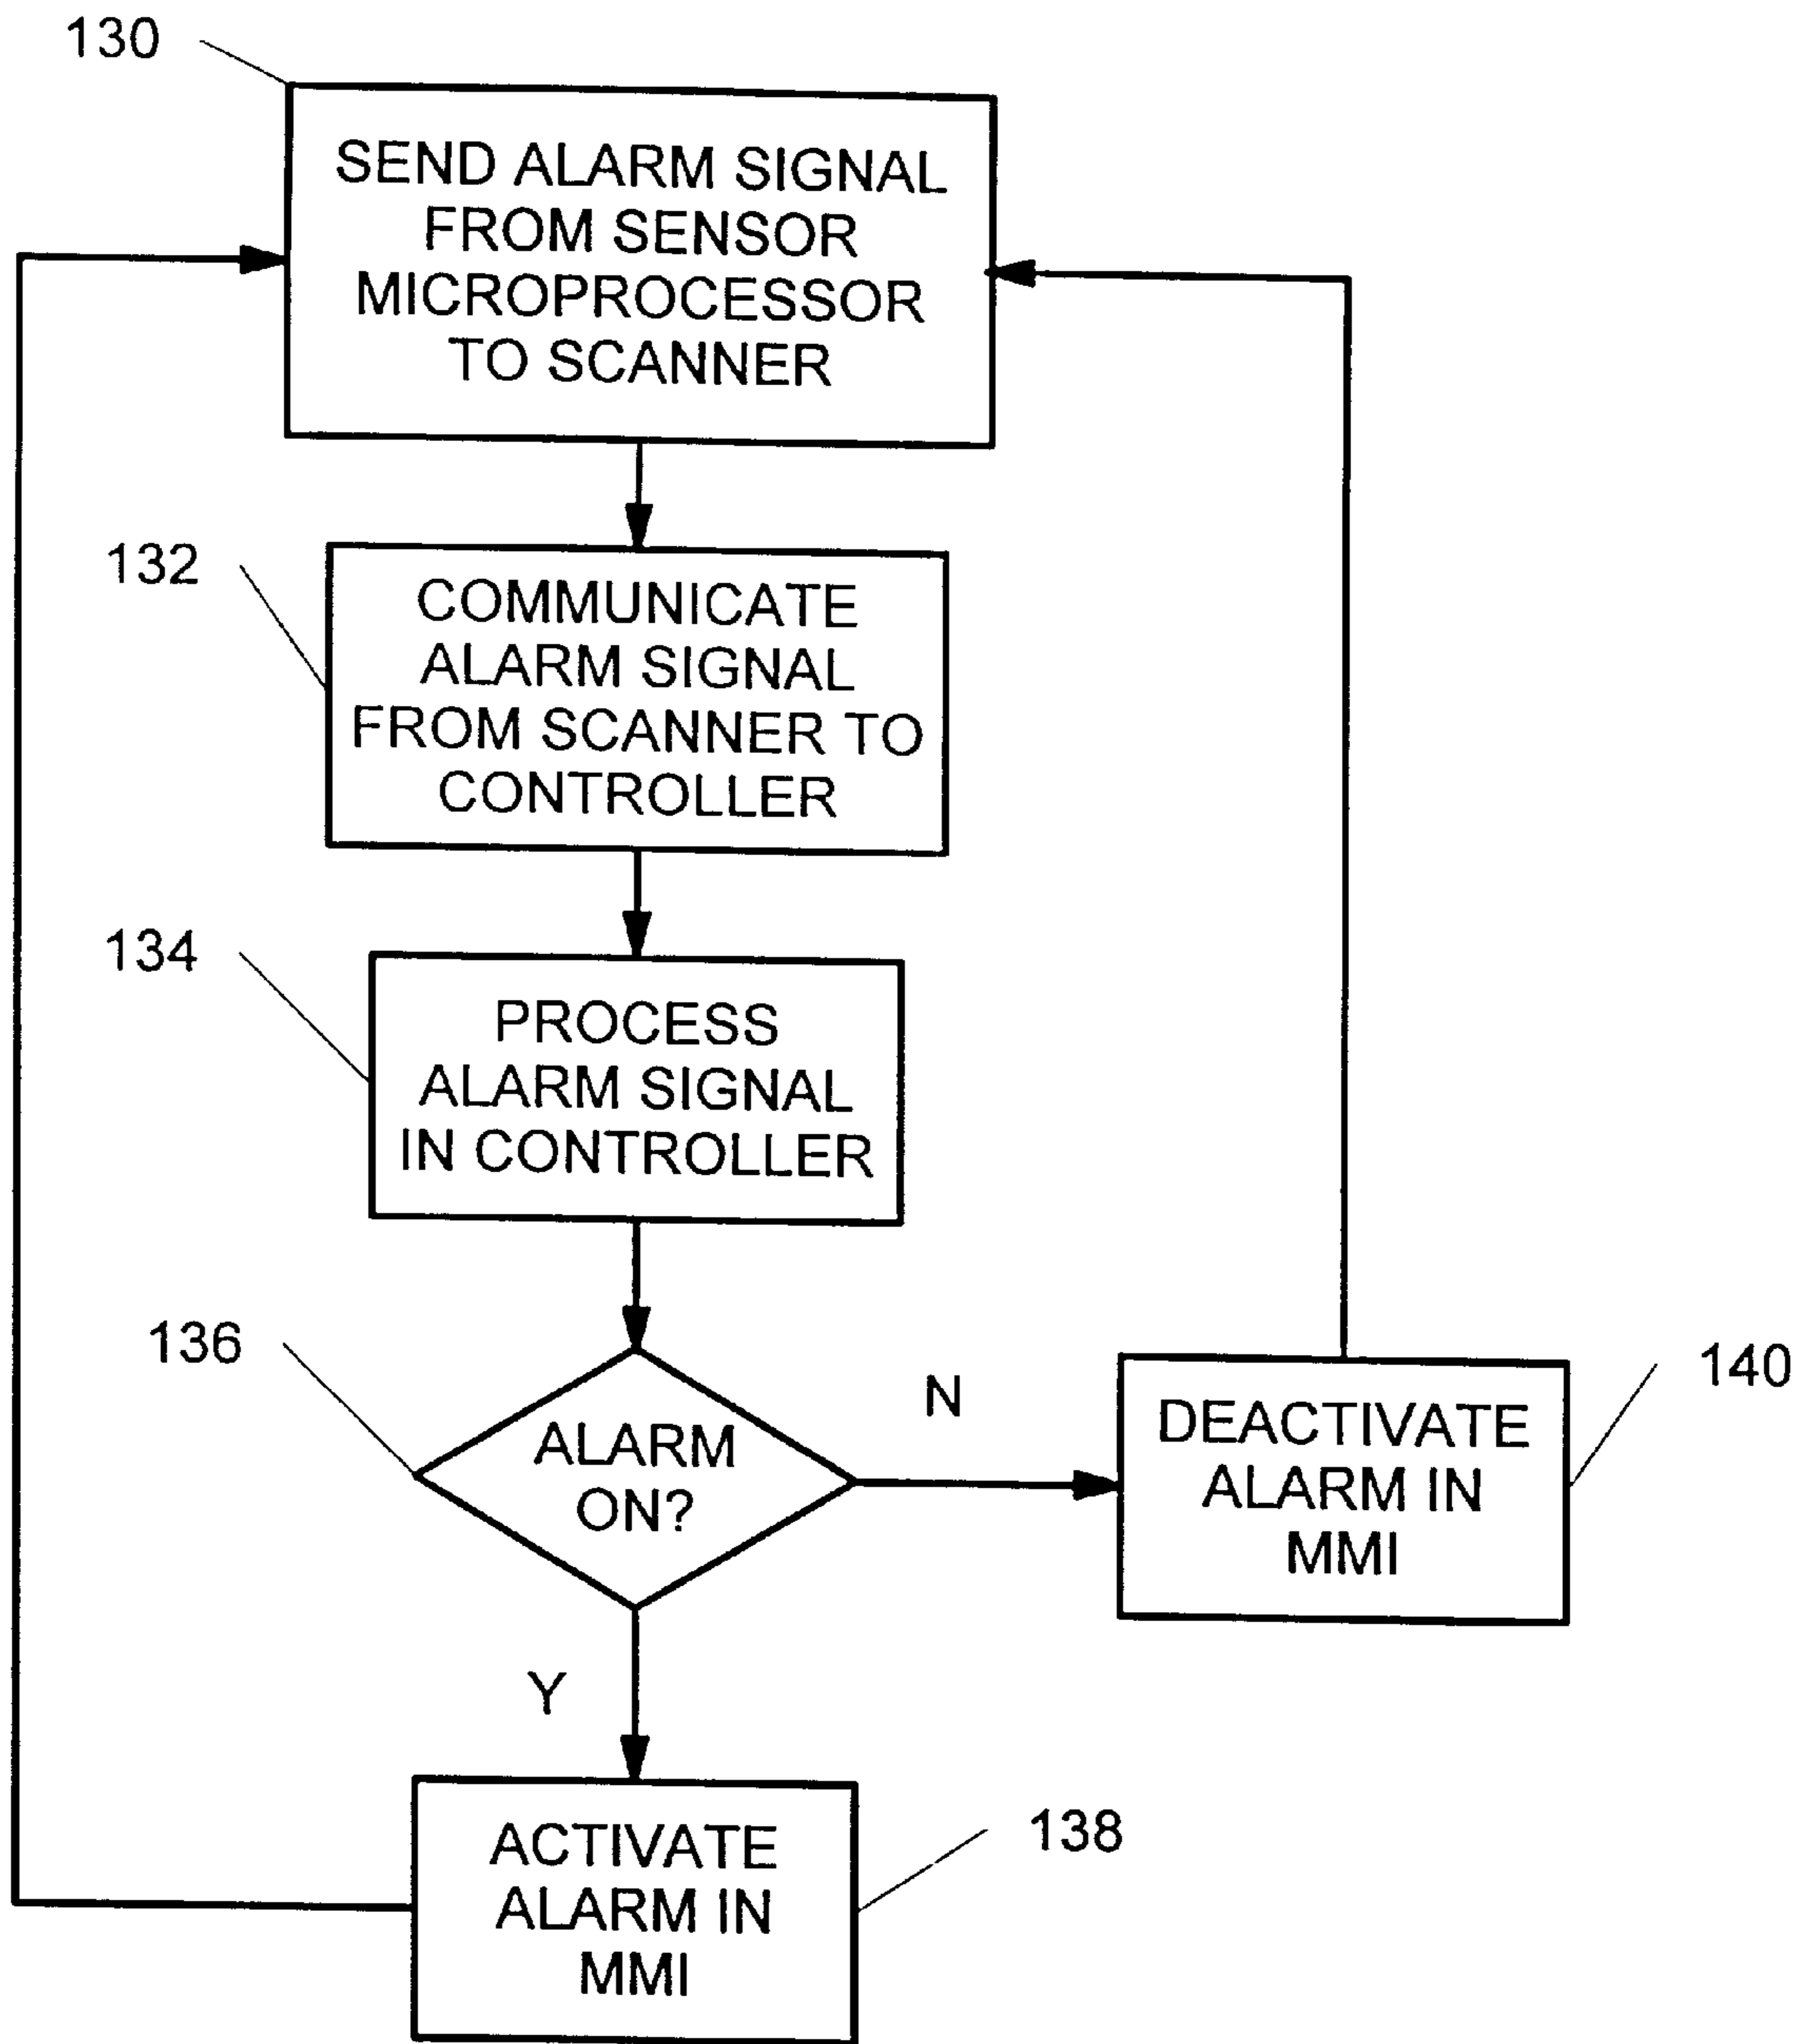 130
SEND ALARM SIGNAL
FROM SENSOR
MICROPROCESSOR
TO SCANNER
132
COMMUNICATE
ALARM SIGNAL
FROM SCANNER TO
CONTROLLER
134
PROCESS
ALARM SIGNAL
IN CONTROLLER
136
ALARM
ON?
N
140
DEACTIVATE
ALARM IN
MMI
Y
138
ACTIVATE
ALARM IN
MMI